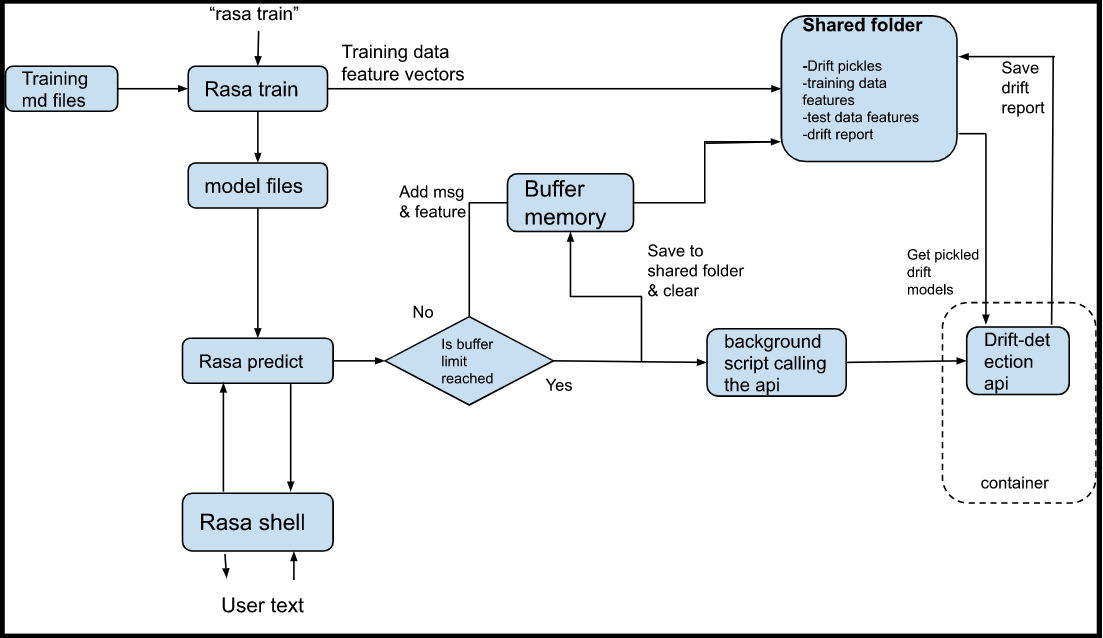 “rasa train”
Training
md files
Rasa train
Training data
feature vectors
Shared folder
-Drift pickles
-training data
features
-test data features
-drift report
Save
drift
report
model files
Add msg
& feature
Buffer
memory
Save to
shared folder
& clear
Get pickled
drift
models
No
Rasa predict
Is buffer
limit
reached
Yes
background
script calling
the api
Drift-det
ection
api
container
Rasa shell
User text